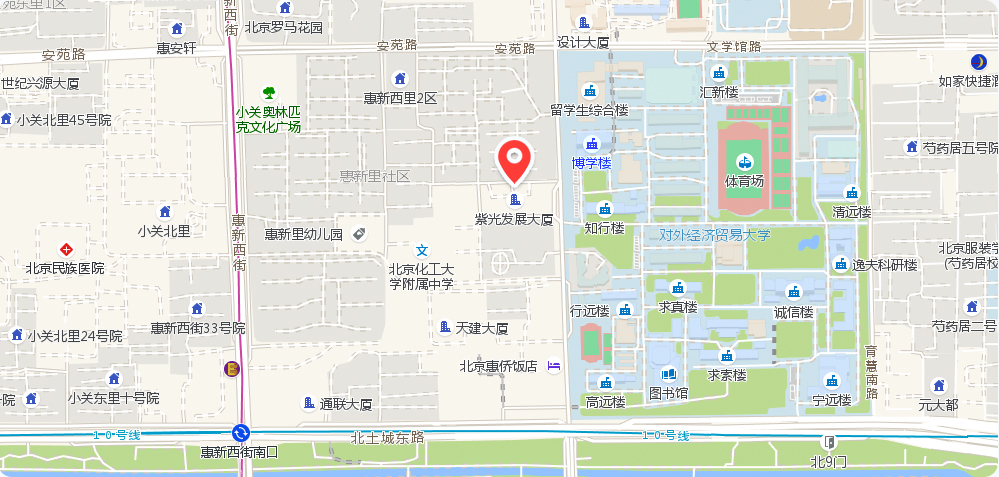 苑东里1区
新西街
北京罗马花园
惠安轩
安苑路
安苑路
设计大厦
文学馆路
世纪兴源大厦
惠新西里2区
汇新楼
如家快捷酒
小关奥林匹
克文化广场
小关北里45号院
留学生综合楼
芍药居五号院
博学楼
惠新里社区
体育场
紫光发展大厦
小关北里
惠新里幼儿园
知行楼
清远楼
对外经济贸易大学
惠新西街
北京民族医院
北京化工大
学附属中学
逸夫科研楼
北京服装学
(芍药居校
行远楼
求真楼
诚信楼
惠新西街33号院
天建大厦
小关北里24号院
芍药居二号
育慧南路
北京惠侨饭店
求索楼
图书馆
小关东里十号院
号院
通联大厦
高远楼
宁远楼
元大都
10号线
北土城东路
10号线
惠新西街南口
北9门